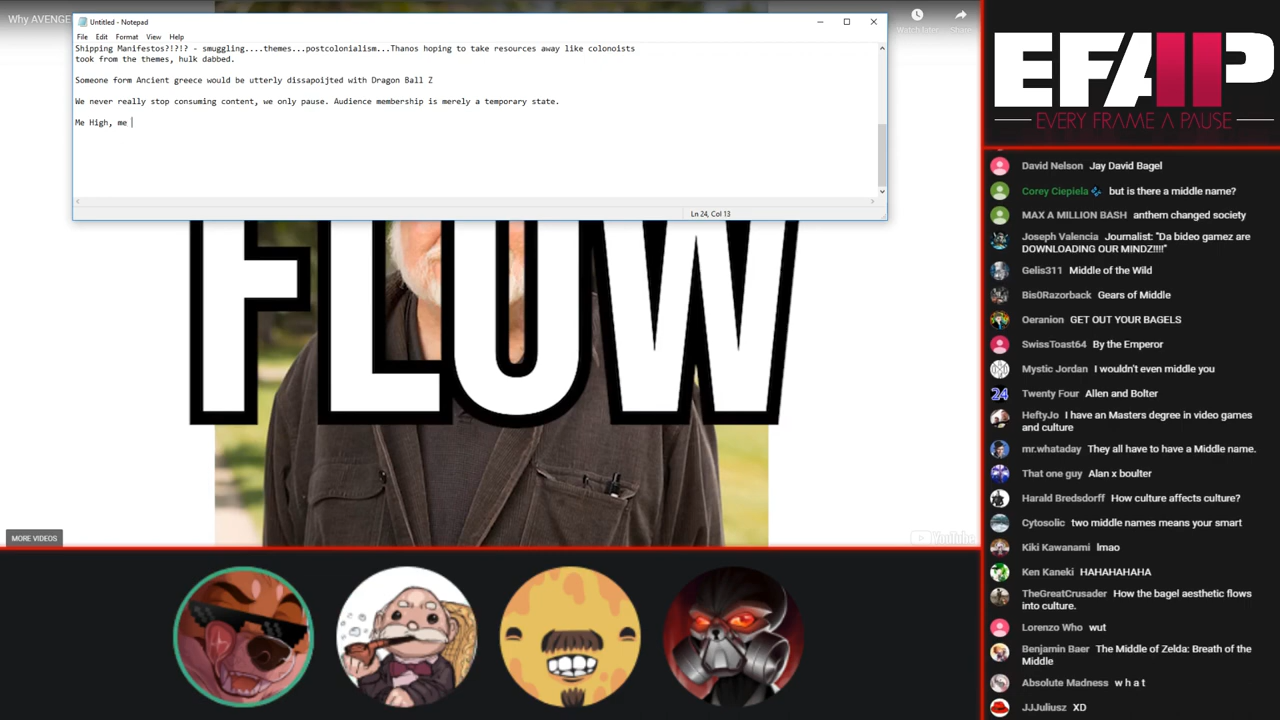 Why AVENGE
Untitled - Notepad
File Edit Format View Help
Shipping Manifestos?!?!? - smuggling....themes...postcolonialism...Thanos hoping to take resources away like colonoists
took from the themes, hulk dabbed.
Someone form Ancient greece would be utterly dissapoijted with Dragon Ball Z
We never really stop consuming content, we only pause. Audience membership is merely a temporary state.
Me High, me
Ln 24, Col 13
Watch later
Share
FLOW
MORE VIDEOS
YouTube
EFAP
EVERY FRAME A PAUSE
David Nelson Jay David Bagel
Corey Ciepiela but is there a middle name?
MAX A MILLION BASH anthem changed society
Joseph Valencia Journalist: "Da bideo gamez are
DOWNLOADING OUR MINDZ!!!!"
Gelis311 Middle of the Wild
Bis0Razorback Gears of Middle
Oeranion GET OUT YOUR BAGELS
SwissToast64 By the Emperor
Mystic Jordan I wouldn't even middle you
24
Twenty Four Allen and Bolter
HeftyJo I have an Masters degree in video games
and culture
mr.whataday They all have to have a Middle name.
That one guy Alan x boulter
Harald Bredsdorff How culture affects culture?
Cytosolic two middle names means your smart
Kiki Kawanami lmao
Ken Kaneki HAHAHAHAHA
TheGreatCrusader How the bagel aesthetic flows
into culture.
Lorenzo Who wut
Benjamin Baer The Middle of Zelda: Breath of the
Middle
Absolute Madness w h a t
JJJuliusz XD